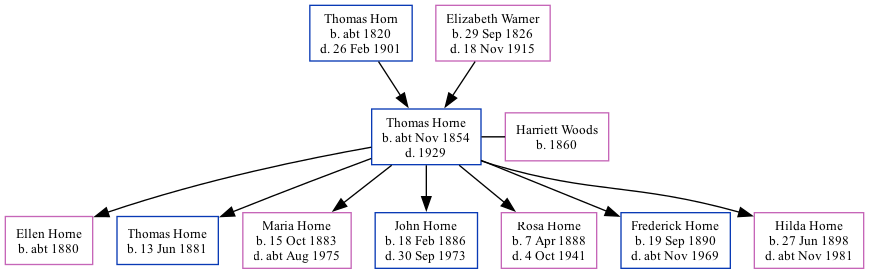 Thomas Horn
b. abt 1820
d. 26 Feb 1901
Elizabeth Warner
b. 29 Sep 1826
d. 18 Nov 1915
Thomas Horne
b. abt Nov 1854
d. 1929
Harriett Woods
b. 1860
Ellen Horne
b. abt 1880
Thomas Horne
b. 13 Jun 1881
Maria Horne
b. 15 Oct 1883
d. abt Aug 1975
John Horne
b. 18 Feb 1886
d. 30 Sep 1973
Rosa Horne
b. 7 Apr 1888
d. 4 Oct 1941
Frederick Horne
b. 19 Sep 1890
d. abt Nov 1969
Hilda Horne
b. 27 Jun 1898
d. abt Nov 1981